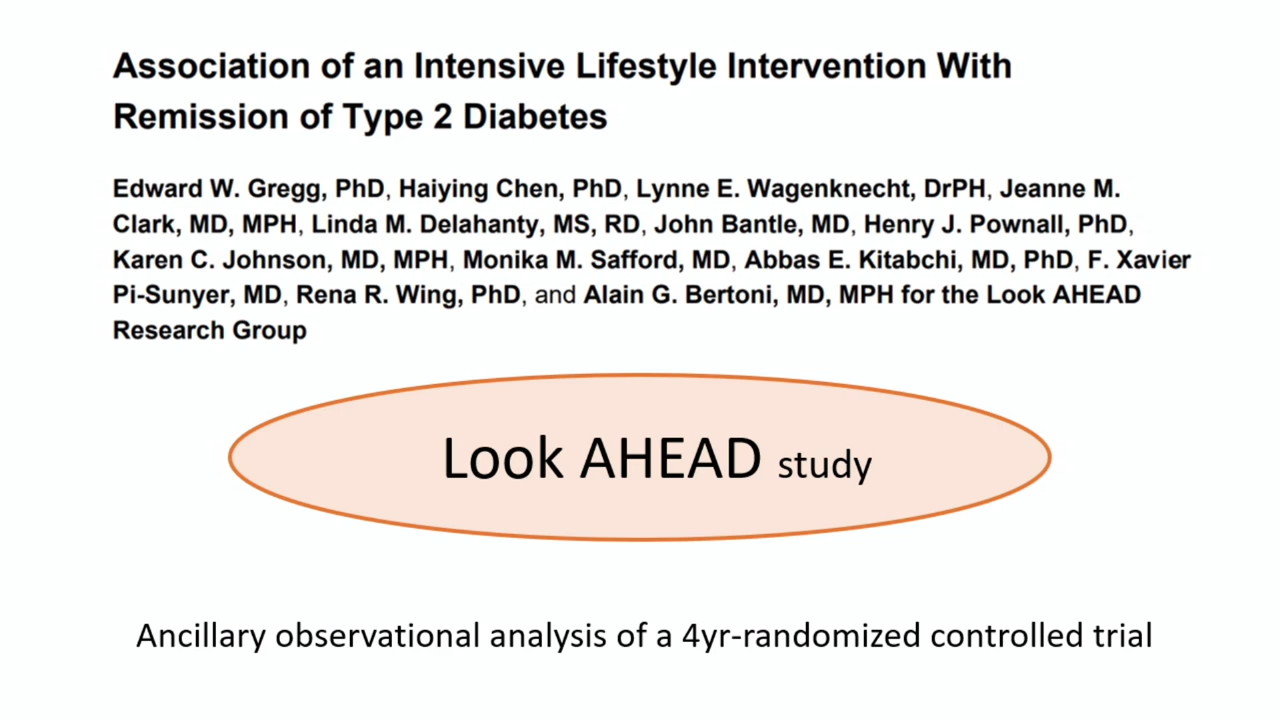 Association of an Intensive Lifestyle Intervention With
Remission of Type 2 Diabetes
Edward W. Gregg, PhD, Haiying Chen, PhD, Lynne E. Wagenknecht, DrPH, Jeanne M.
Clark, MD, MPH, Linda M. Delahanty, MS, RD, John Bantle, MD, Henry J. Pownall, PhD,
Karen C. Johnson, MD, MPH, Monika M. Safford, MD, Abbas E. Kitabchi, MD, PhD, F. Xavier
Pi-Sunyer, MD, Rena R. Wing, PhD, and Alain G. Bertoni, MD, MPH for the Look AHEAD
Research Group
Look AHEAD study
Ancillary observational analysis of a 4yr-randomized controlled trial